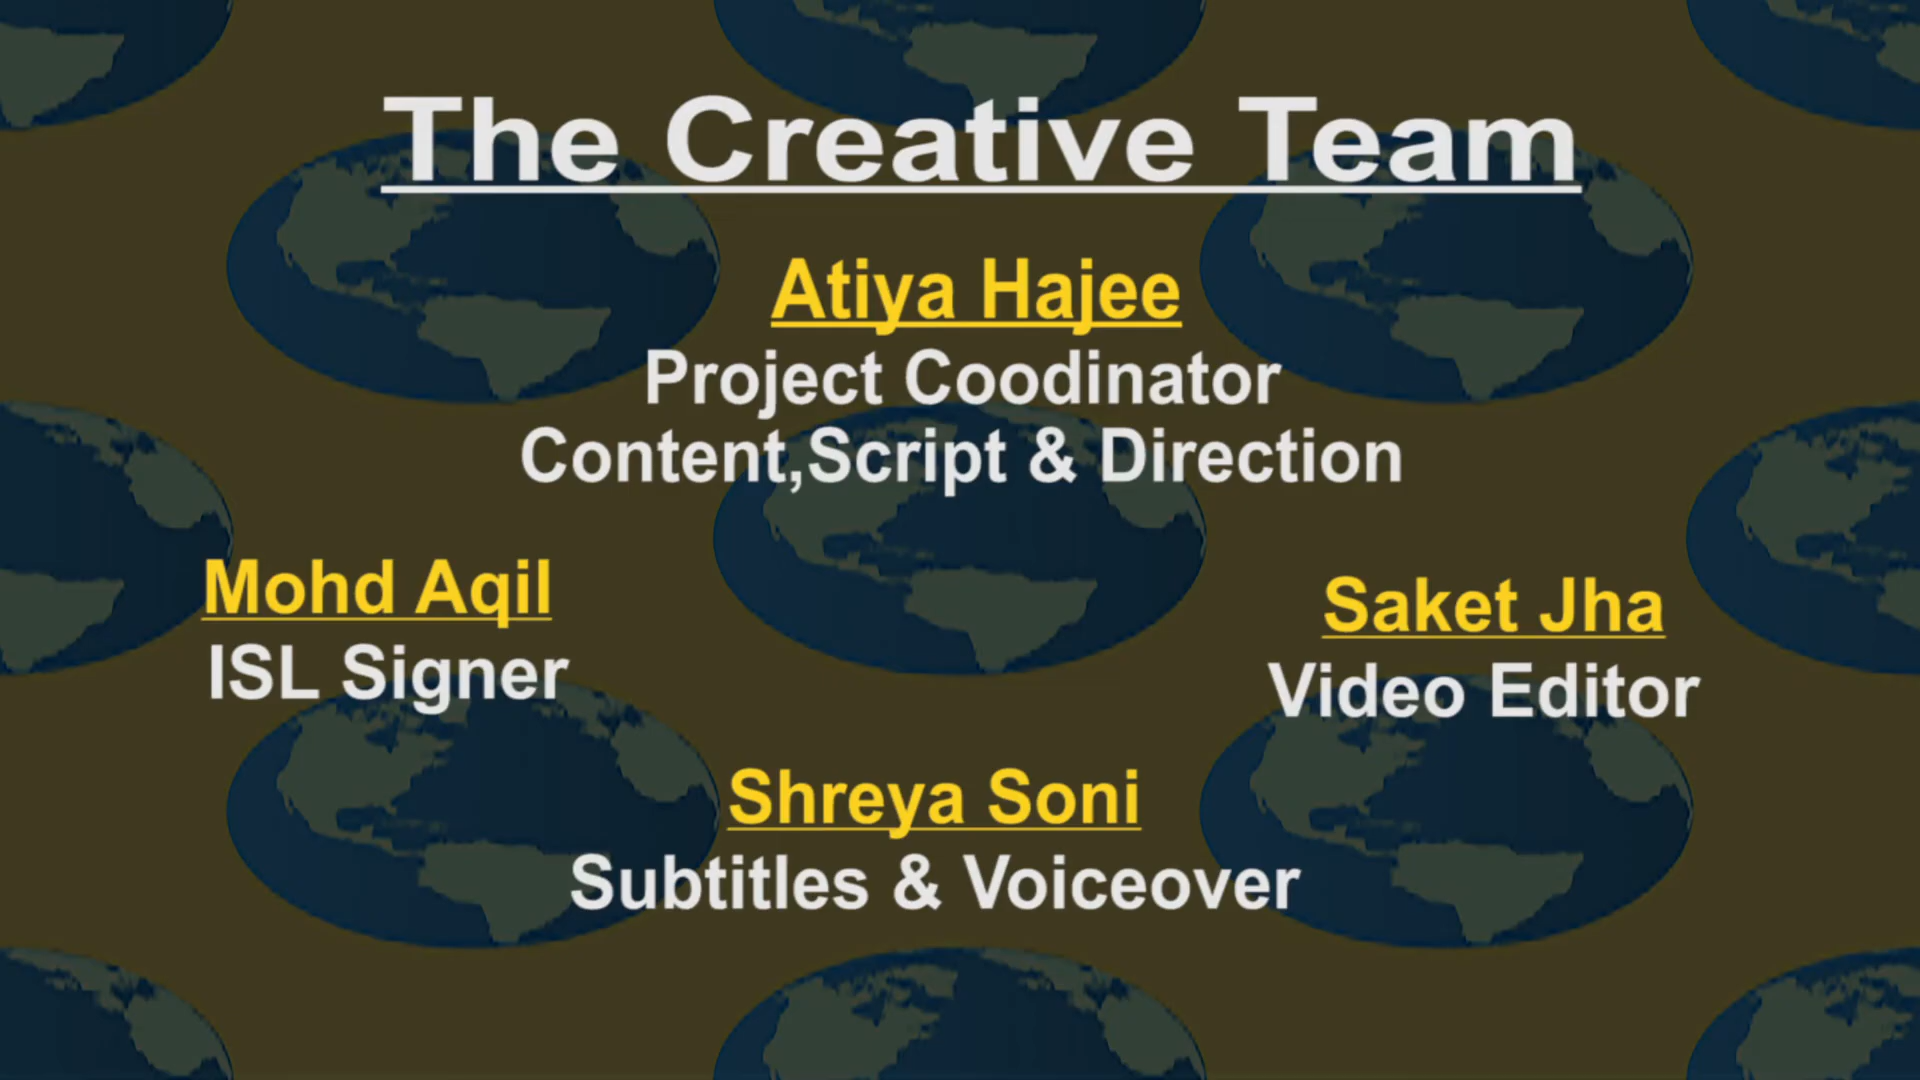 The Creative Team
Atiya Hajee
Project Coodinator
Content,Script & Direction
Mohd Aqil
ISL Signer
Saket Jha
Video Editor
Shreya Soni
Subtitles & Voiceover